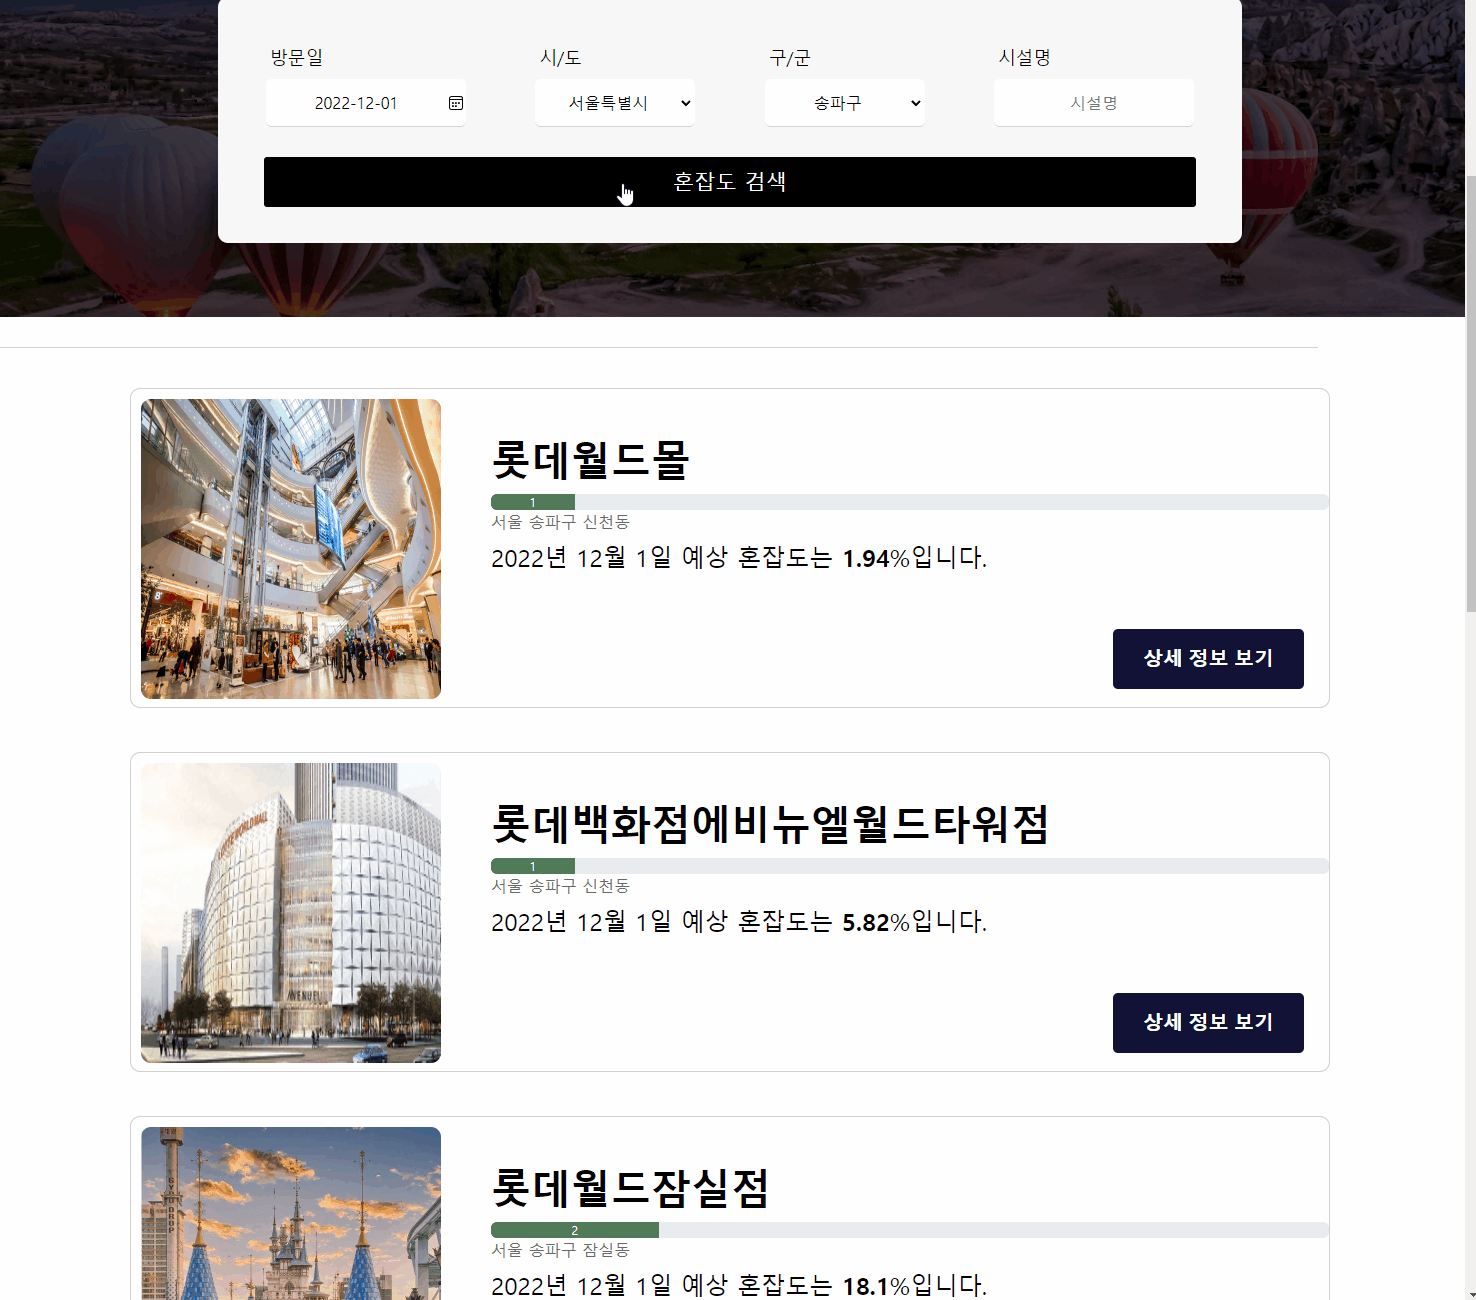 방문일 시/도 구/군 시설명
2022-12-01 서울특별시 송파구 시설명
혼잡도 검색
롯데월드몰
1
서울 송파구 신천동
2022년 12월 1일 예상 혼잡도는 1.94%입니다.
상세 정보 보기
롯데백화점에비뉴엘월드타워점
1
서울 송파구 신천동
2022년 12월 1일 예상 혼잡도는 5.82%입니다.
상세 정보 보기
롯데월드잠실점
2
서울 송파구 잠실동
2022년 12월 1일 예상 혼잡도는 18.1%입니다.